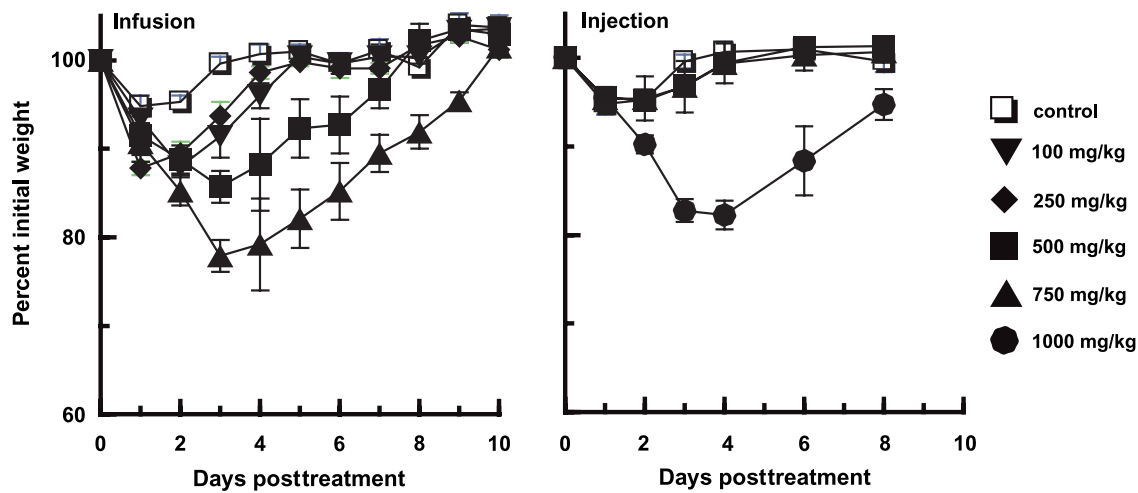 Infusion
Injection
Percent initial weight
100
80
60
0 2 4 6 8 10
Days posttreatment
0 2 4 6 8 10
Days posttreatment
control
100 mg/kg
250 mg/kg
500 mg/kg
750 mg/kg
1000 mg/kg